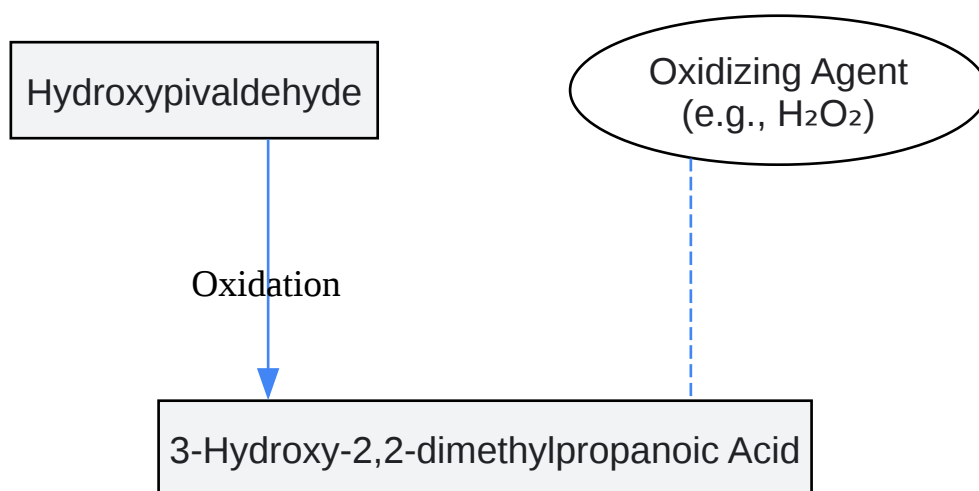 Hydroxypivaldehyde
Oxidizing Agent
(e.g., H₂O₂)
Oxidation
3-Hydroxy-2,2-dimethylpropanoic Acid